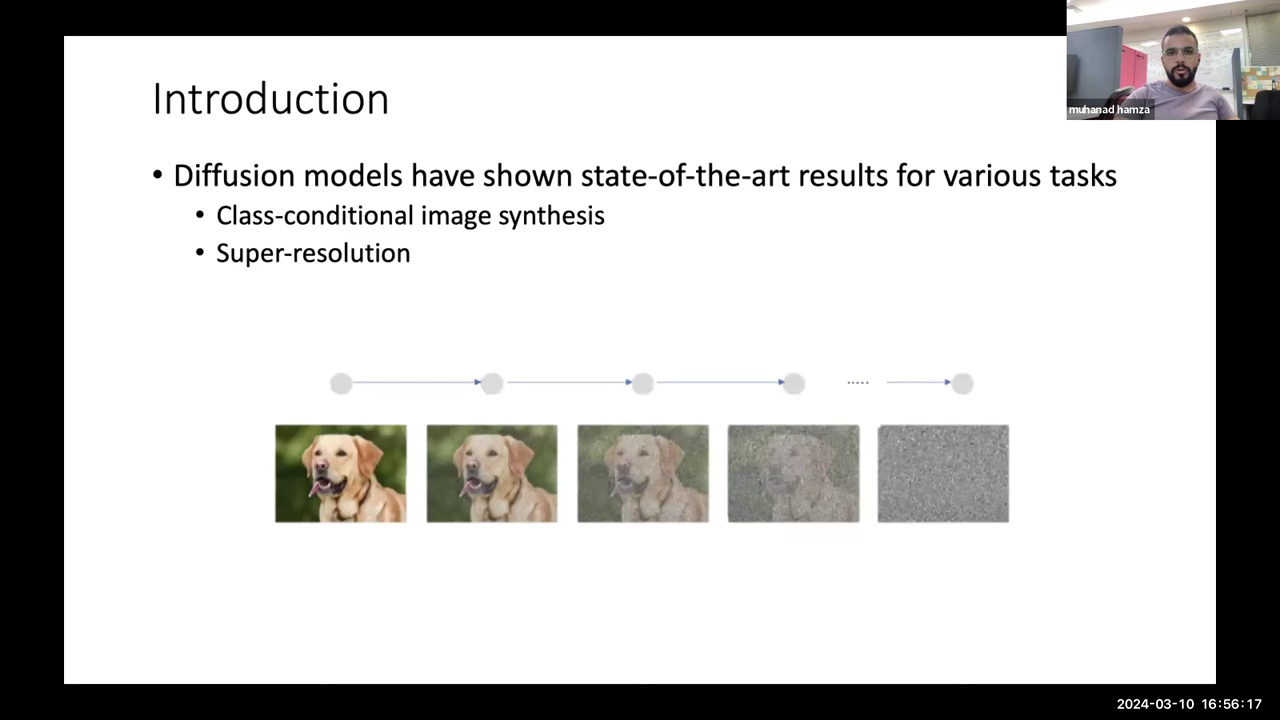 Introduction
muhanad hamza
• Diffusion models have shown state-of-the-art results for various tasks
• Class-conditional image synthesis
• Super-resolution
.....
2024-03-10 16:56:17